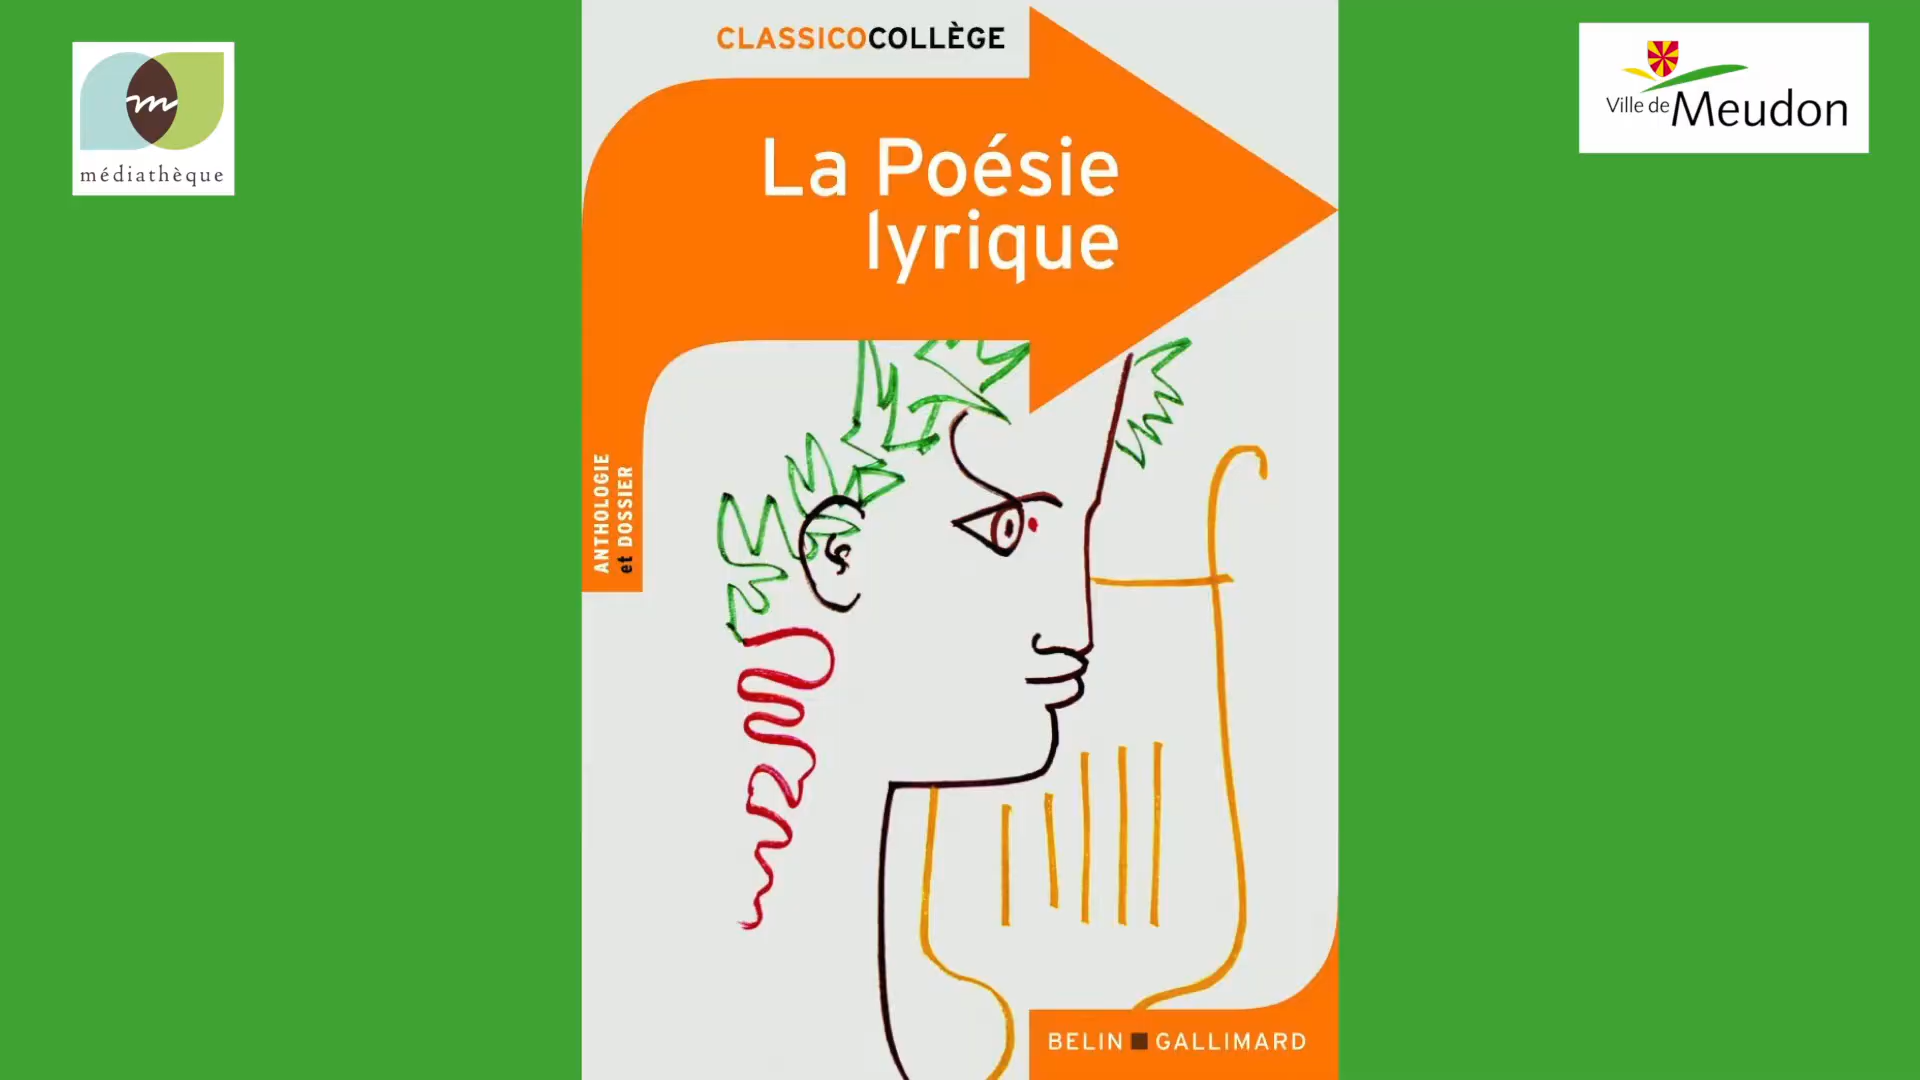 médiathèque
CLASSICOCOLLÈGE
La Poésie
lyrique
ANTHOLOGIE
et DOSSIER
BELIN GALLIMARD
Ville de Meudon